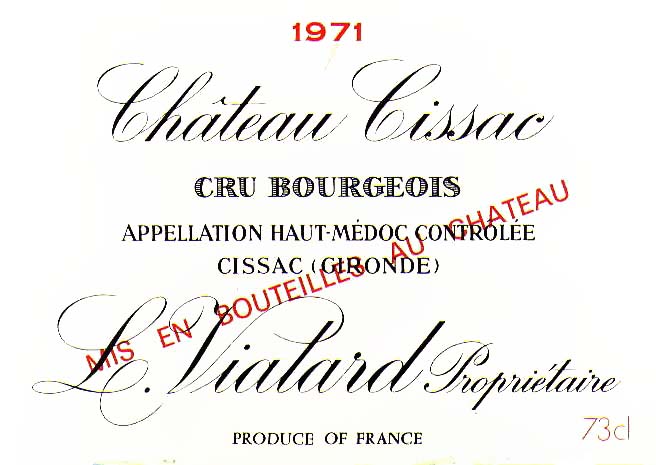 1971
Château Cissac
CRU BOURGEOIS
APPELLATION HAUT-MÉDOC CONTRÔLÉE
CISSAC (GIRONDE)
MIS EN BOUTEILLES AU CHATEAU
L. Vialard Propriétaire
PRODUCE OF FRANCE
73cl